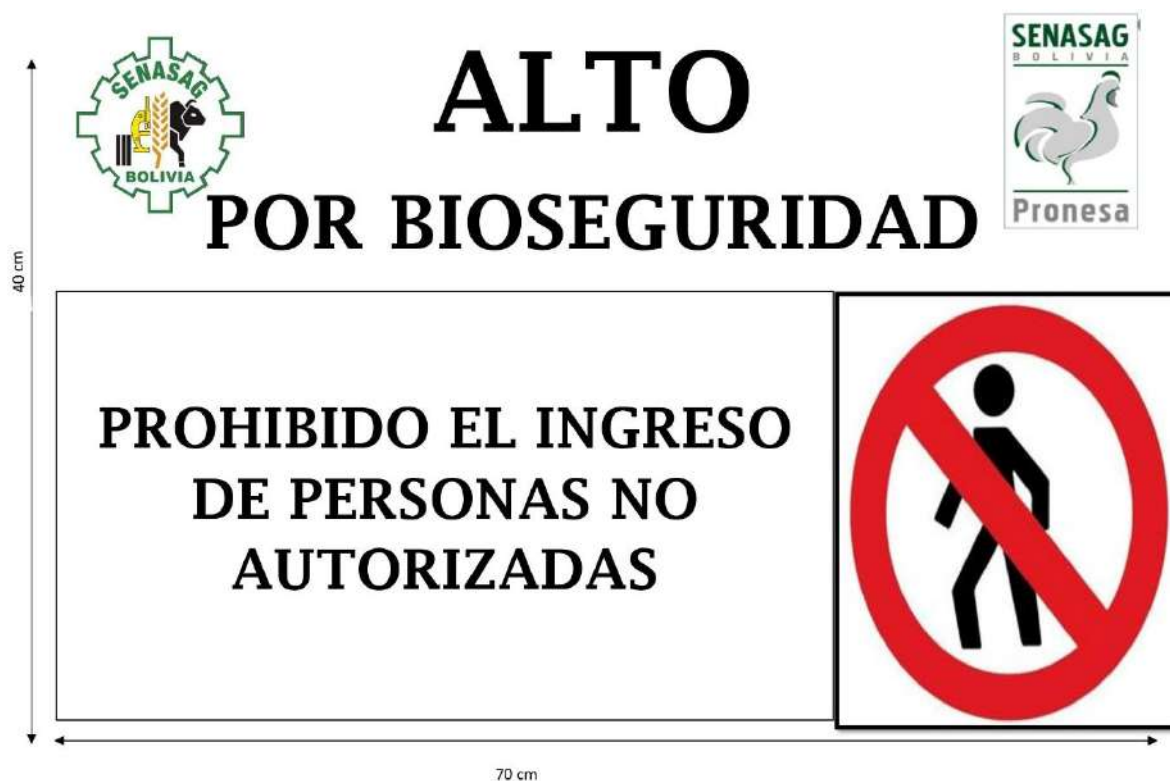 SENASAG
BOLIVIA
ALTO
SENASAG
BOLIVIA
Pronesa
POR BIOSEGURIDAD
40 cm
PROHIBIDO EL INGRESO
DE PERSONAS NO
AUTORIZADAS
70 cm